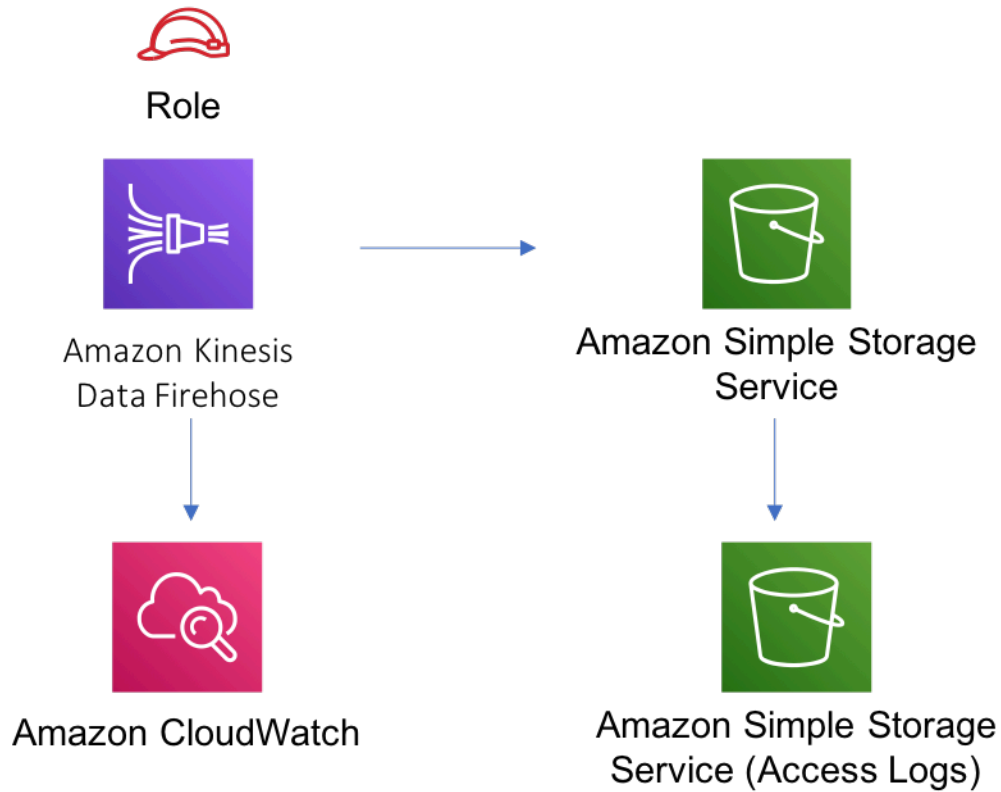 Role
Amazon Kinesis
Data Firehose
Amazon Simple Storage
Service
Amazon CloudWatch
Amazon Simple Storage
Service (Access Logs)